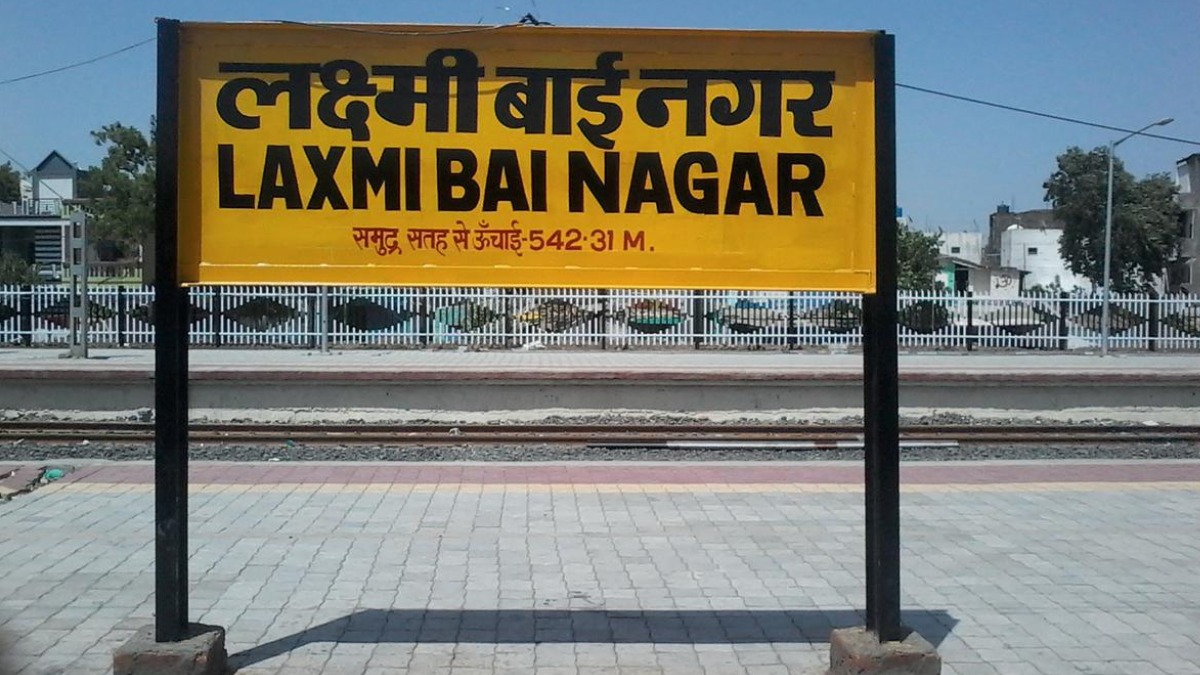 लक्ष्मी बाई नगर
LAXMI BAI NAGAR
समुद्र सतह से ऊँचाई-542·31 M.